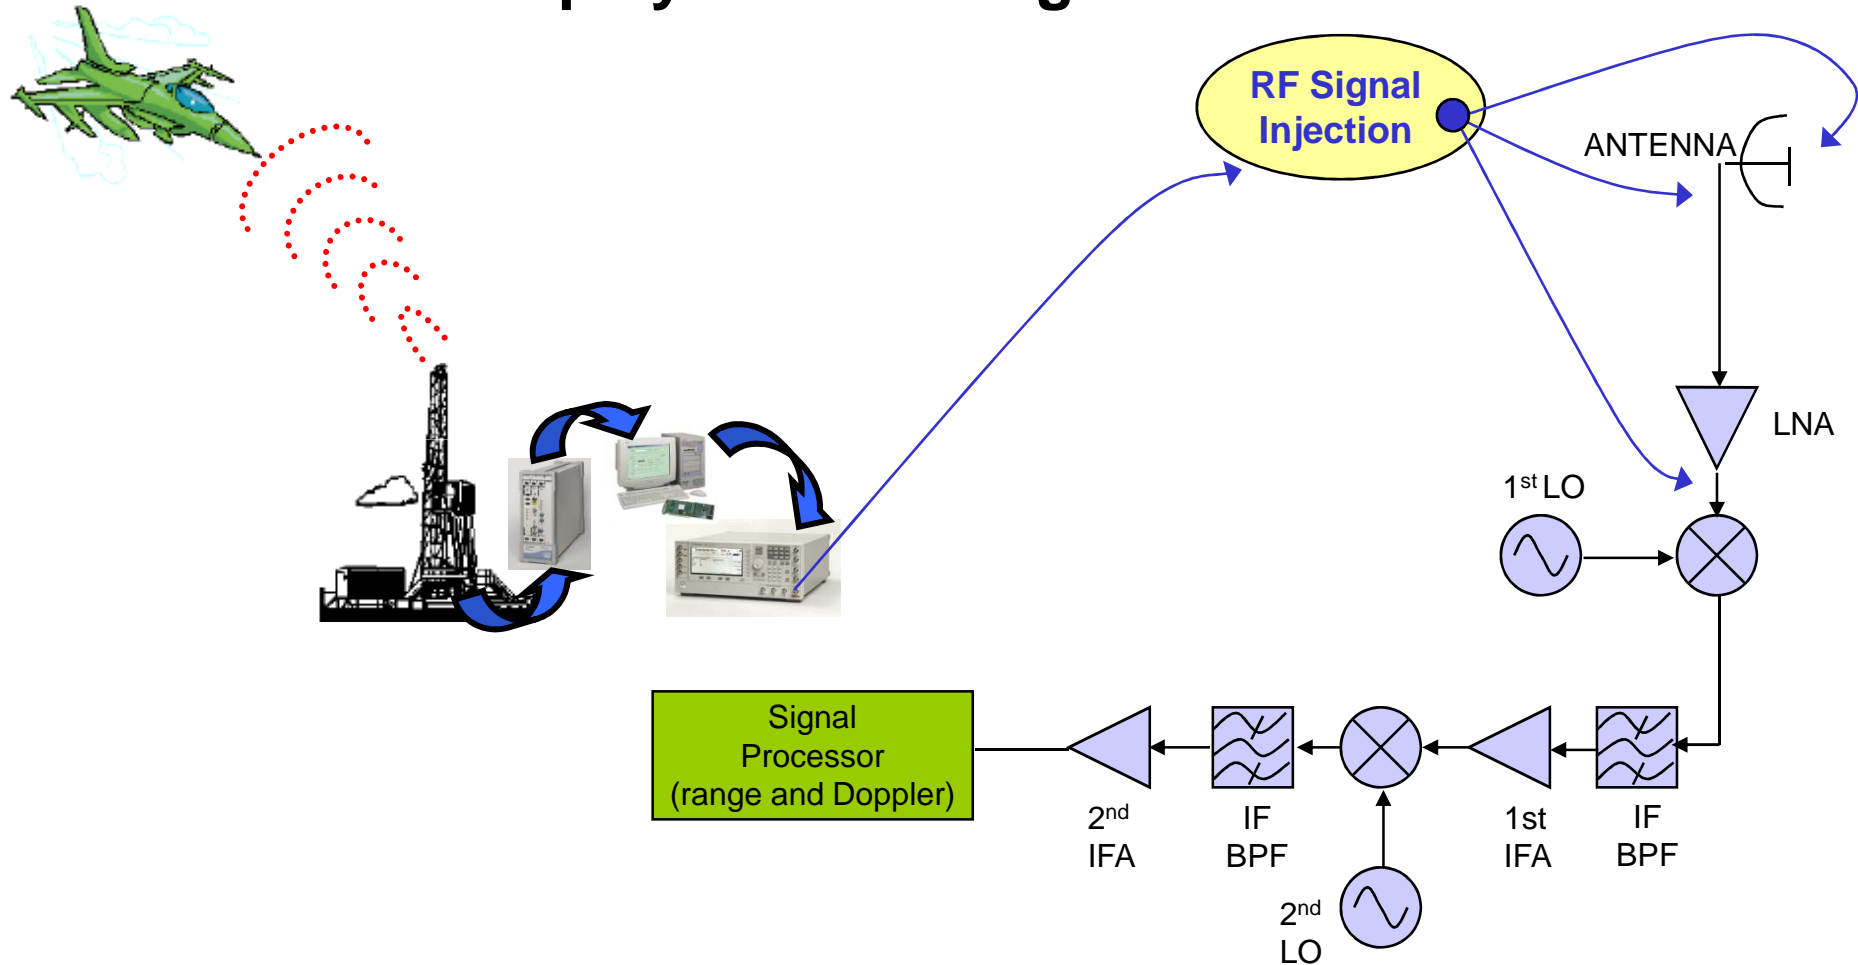 RF Signal
Injection
ANTENNA
LNA
1st LO
Signal
Processor
(range and Doppler)
2nd
IFA
IF
BPF
1st
IFA
IF
BPF
2nd
LO